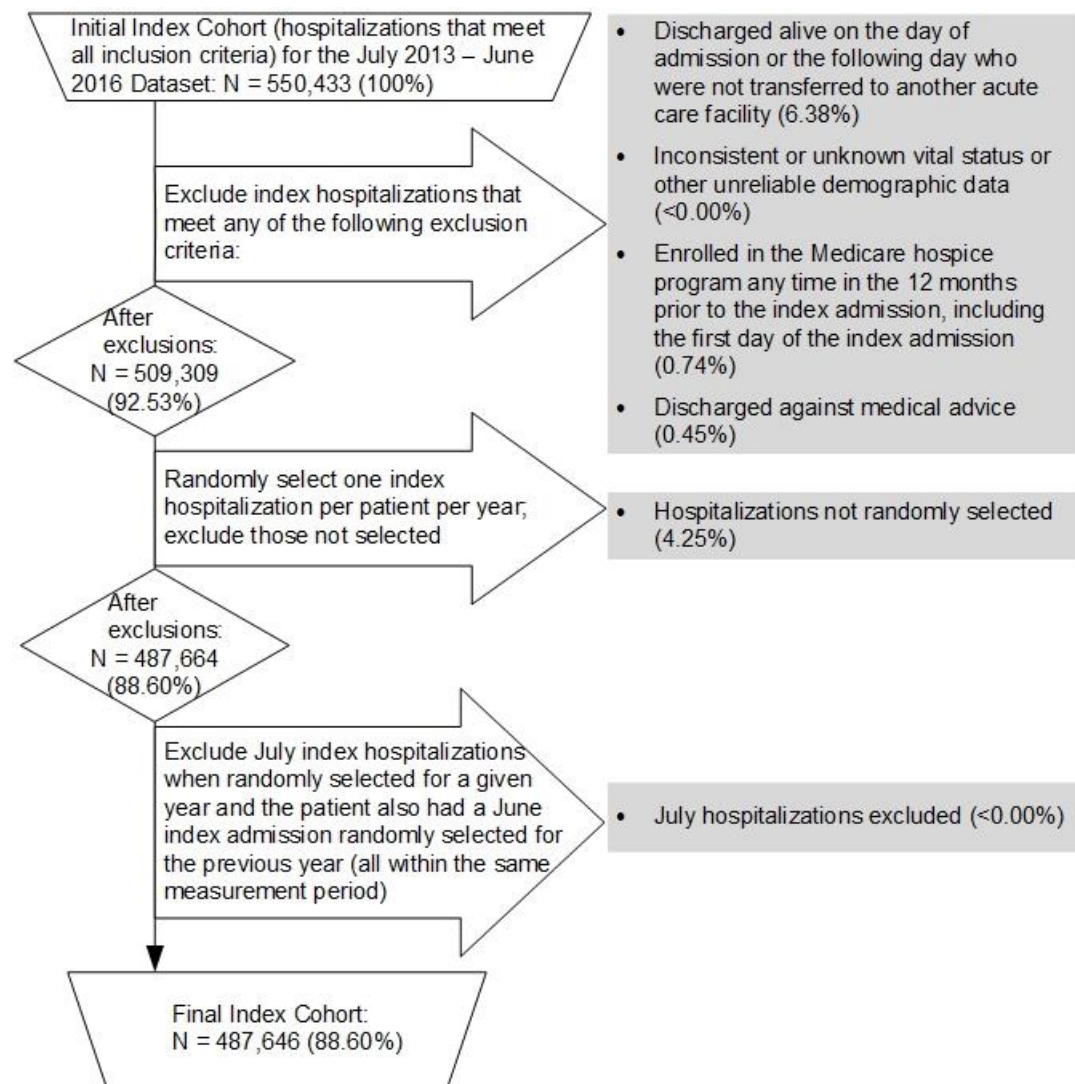 Initial Index Cohort (hospitalizations that meet
all inclusion criteria) for the July 2013 – June
2016 Dataset: N = 550,433 (100%)
Exclude index hospitalizations that
meet any of the following exclusion
criteria:
• Discharged alive on the day of
admission or the following day who
were not transferred to another acute
care facility (6.38%)
• Inconsistent or unknown vital status or
other unreliable demographic data
(<0.00%)
• Enrolled in the Medicare hospice
program any time in the 12 months
prior to the index admission, including
the first day of the index admission
(0.74%)
• Discharged against medical advice
(0.45%)
After
exclusions:
N = 509,309
(92.53%)
Randomly select one index
hospitalization per patient per year;
exclude those not selected
• Hospitalizations not randomly selected
(4.25%)
After
exclusions:
N = 487,664
(88.60%)
Exclude July index hospitalizations
when randomly selected for a given
year and the patient also had a June
index admission randomly selected for
the previous year (all within the same
measurement period)
• July hospitalizations excluded (<0.00%)
Final Index Cohort:
N = 487,646 (88.60%)